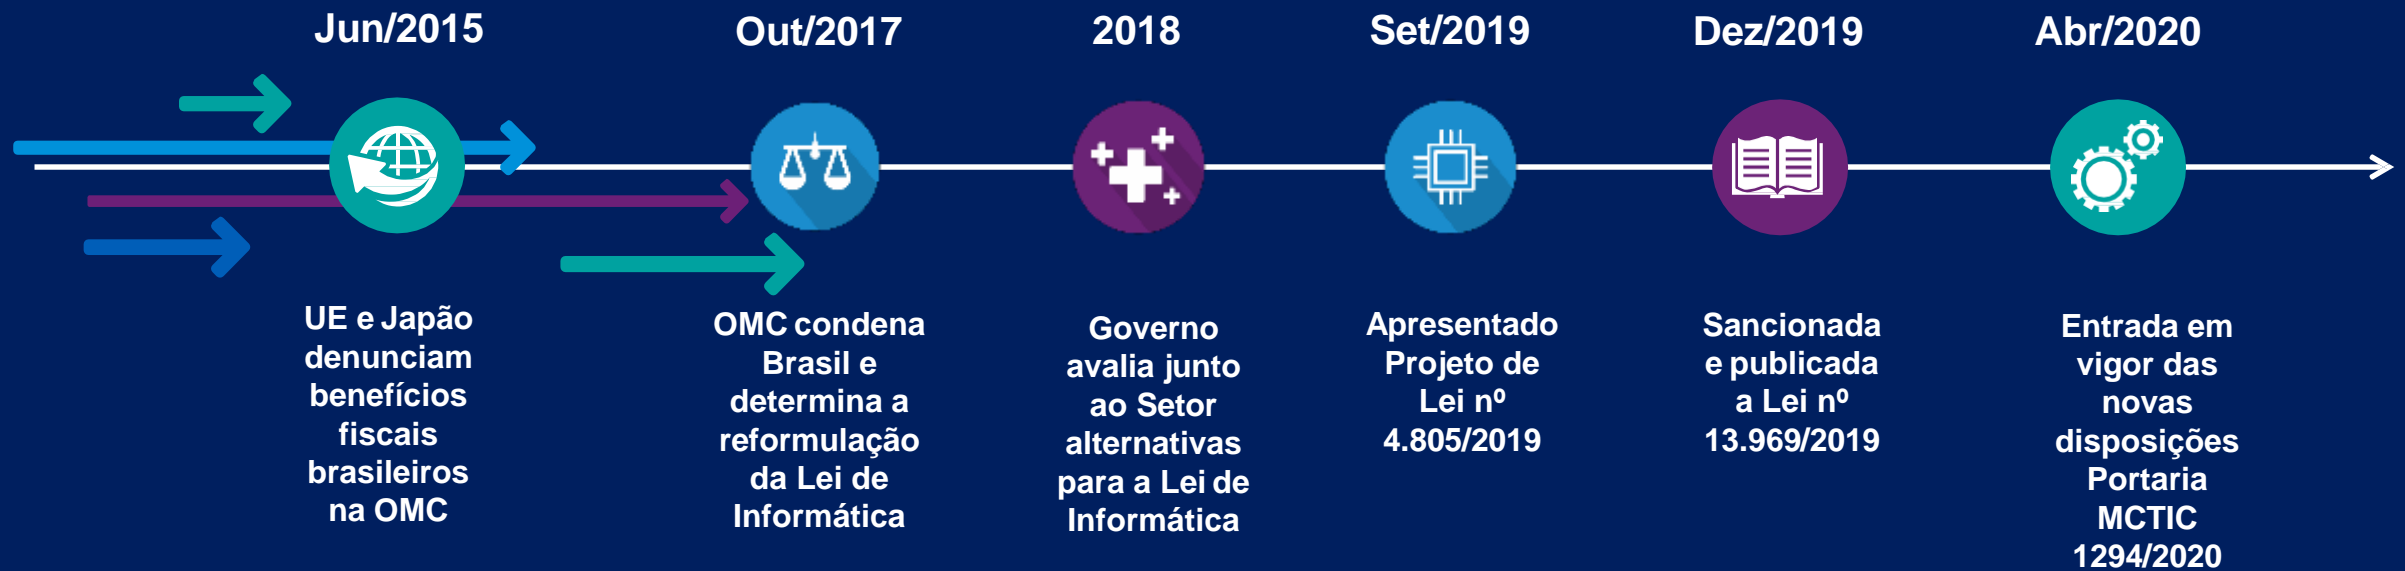 Jun/2015
UE e Japão
denunciam
benefícios
fiscais
brasileiros
na OMC
Out/2017
OMC condena
Brasil e
determina a
reformulação
da Lei de
Informática
2018
Governo
avalia junto
ao Setor
alternativas
para a Lei de
Informática
Set/2019
Apresentado
Projeto de
Lei nº
4.805/2019
Dez/2019
Sancionada
e publicada
a Lei nº
13.969/2019
Abr/2020
Entrada em
vigor das
novas
disposições
Portaria
MCTIC
1294/2020